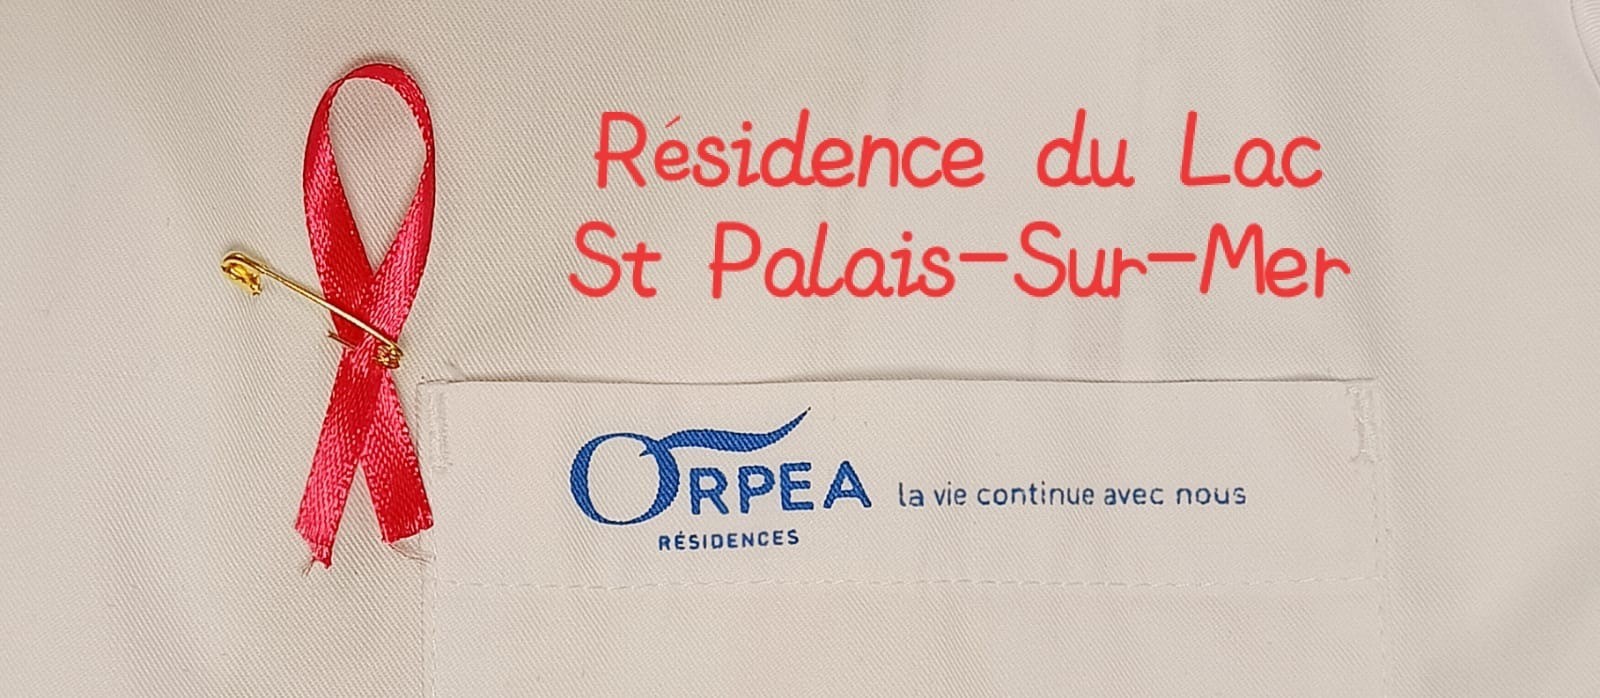 Résidence du Lac
St Palais-Sur-Mer
ORPEA la vie continue avec nous
RÉSIDENCES